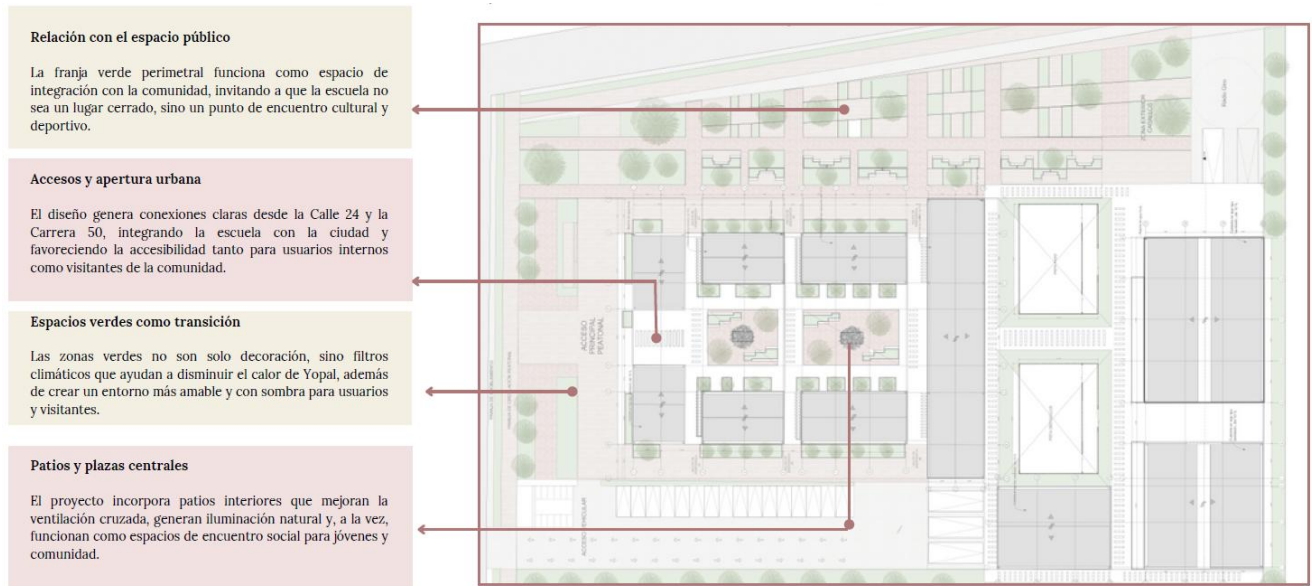 Relación con el espacio público
La franja verde perimetral funciona como espacio de
integración con la comunidad, invitando a que la escuela no
sea un lugar cerrado, sino un punto de encuentro cultural y
deportivo.
Accesos y apertura urbana
El diseño genera conexiones claras desde la Calle 24 y la
Carrera 50, integrando la escuela con la ciudad y
favoreciendo la accesibilidad tanto para usuarios internos
como visitantes de la comunidad.
Espacios verdes como transición
Las zonas verdes no son solo decoración, sino filtros
climáticos que ayudan a disminuir el calor de Yopal, además
de crear un entorno más amable y con sombra para usuarios
y visitantes.
Patios y plazas centrales
El proyecto incorpora patios interiores que mejoran la
ventilación cruzada, generan iluminación natural y, a la vez,
funcionan como espacios de encuentro social para jóvenes y
comunidad.
ACCESO
PRINCIPAL
PEATONAL
ACCESO VEHICULAR
ZONA EXTERIOR